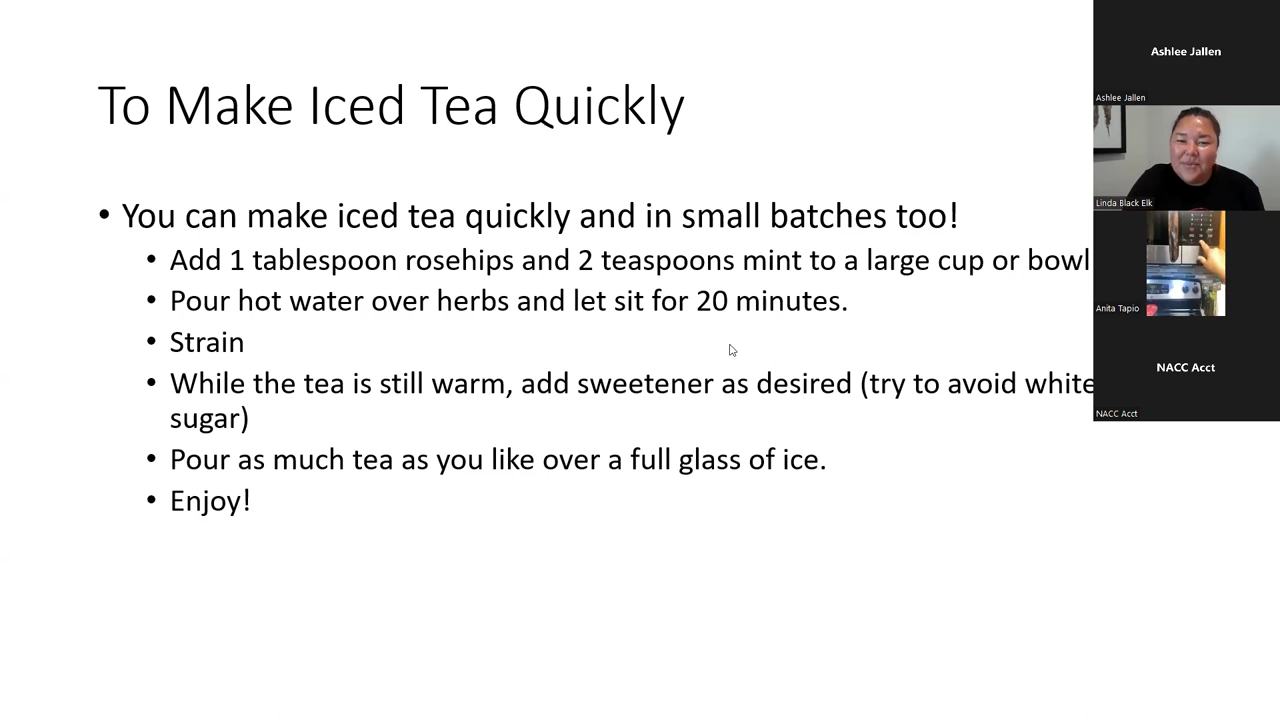 To Make Iced Tea Quickly
• You can make iced tea quickly and in small batches too!
• Add 1 tablespoon rosehips and 2 teaspoons mint to a large cup or bowl
• Pour hot water over herbs and let sit for 20 minutes.
• Strain
• While the tea is still warm, add sweetener as desired (try to avoid white
sugar)
• Pour as much tea as you like over a full glass of ice.
• Enjoy!
Ashlee Jallen
Ashlee Jallen
Linda Black Elk
Anita Tapio
NACC Acct
NACC Acct